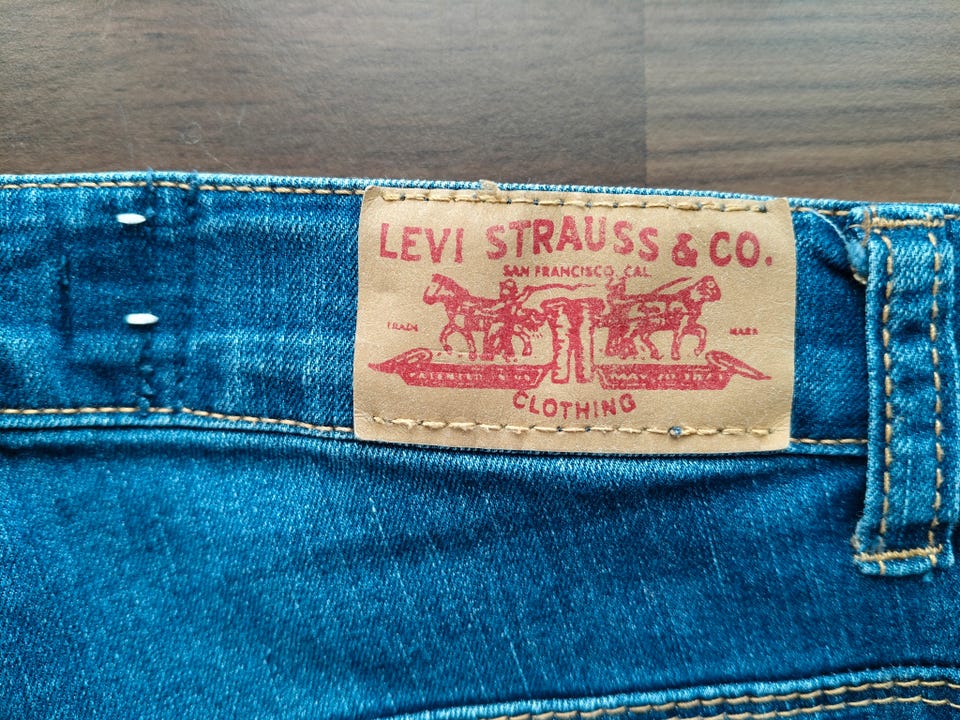 LEVI STRAUSS & CO.
SAN FRANCISCO, CAL.
TRADE MARK
CLOTHING